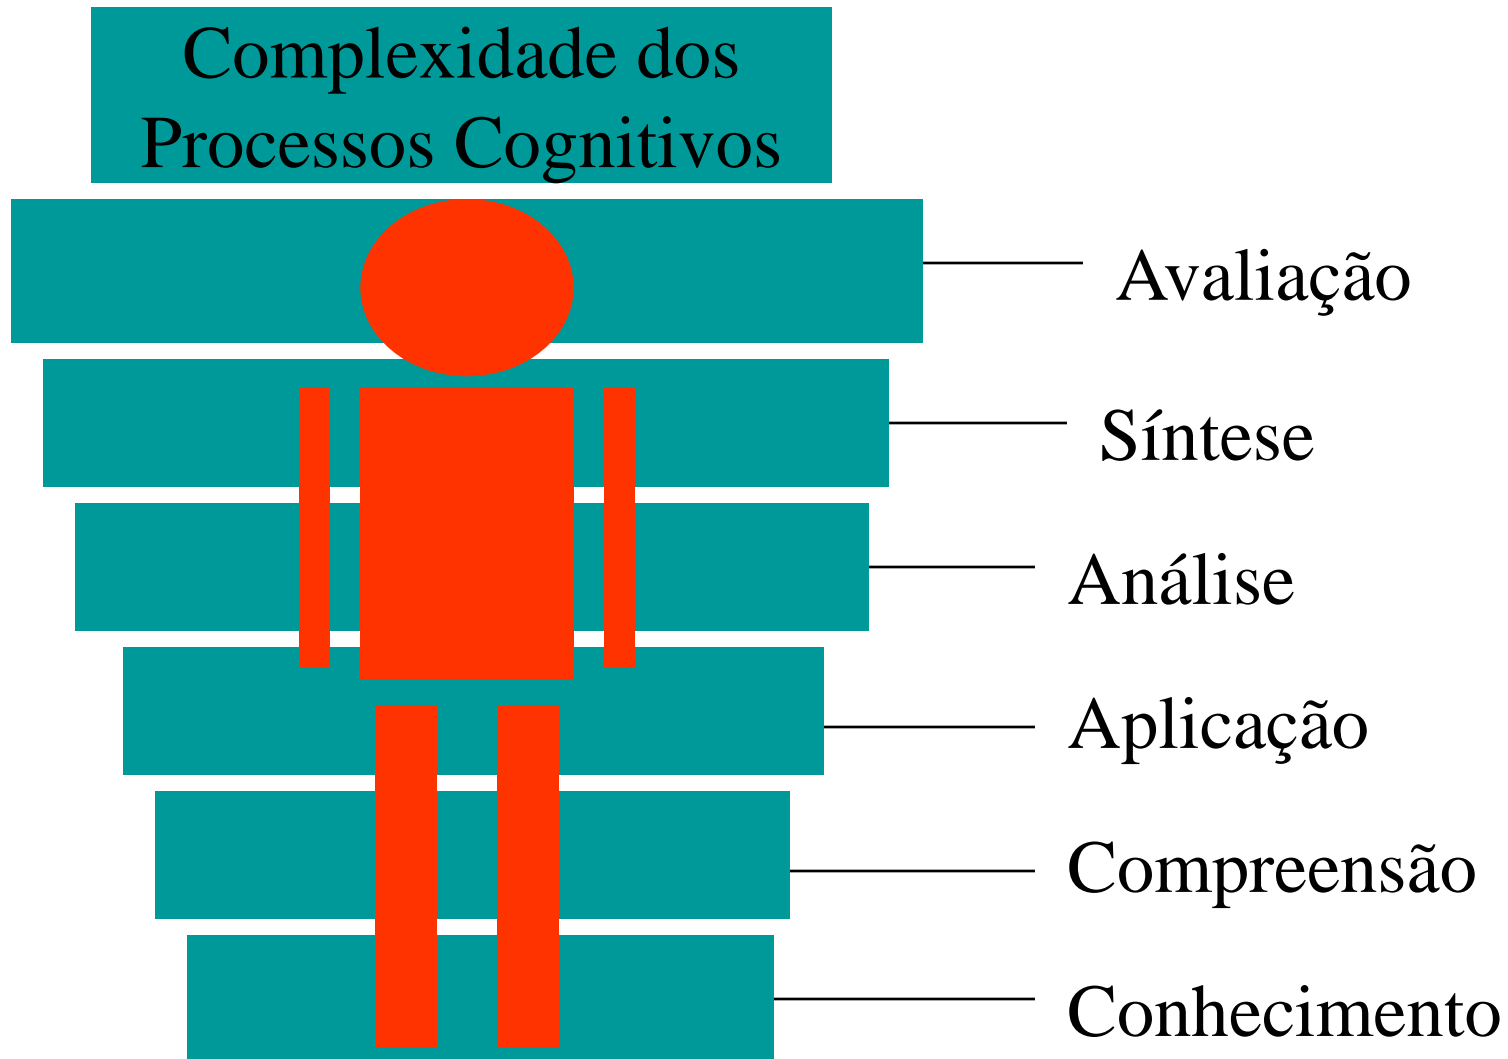 Complexidade dos
Processos Cognitivos
Avaliação
Síntese
Análise
Aplicação
Compreensão
Conhecimento